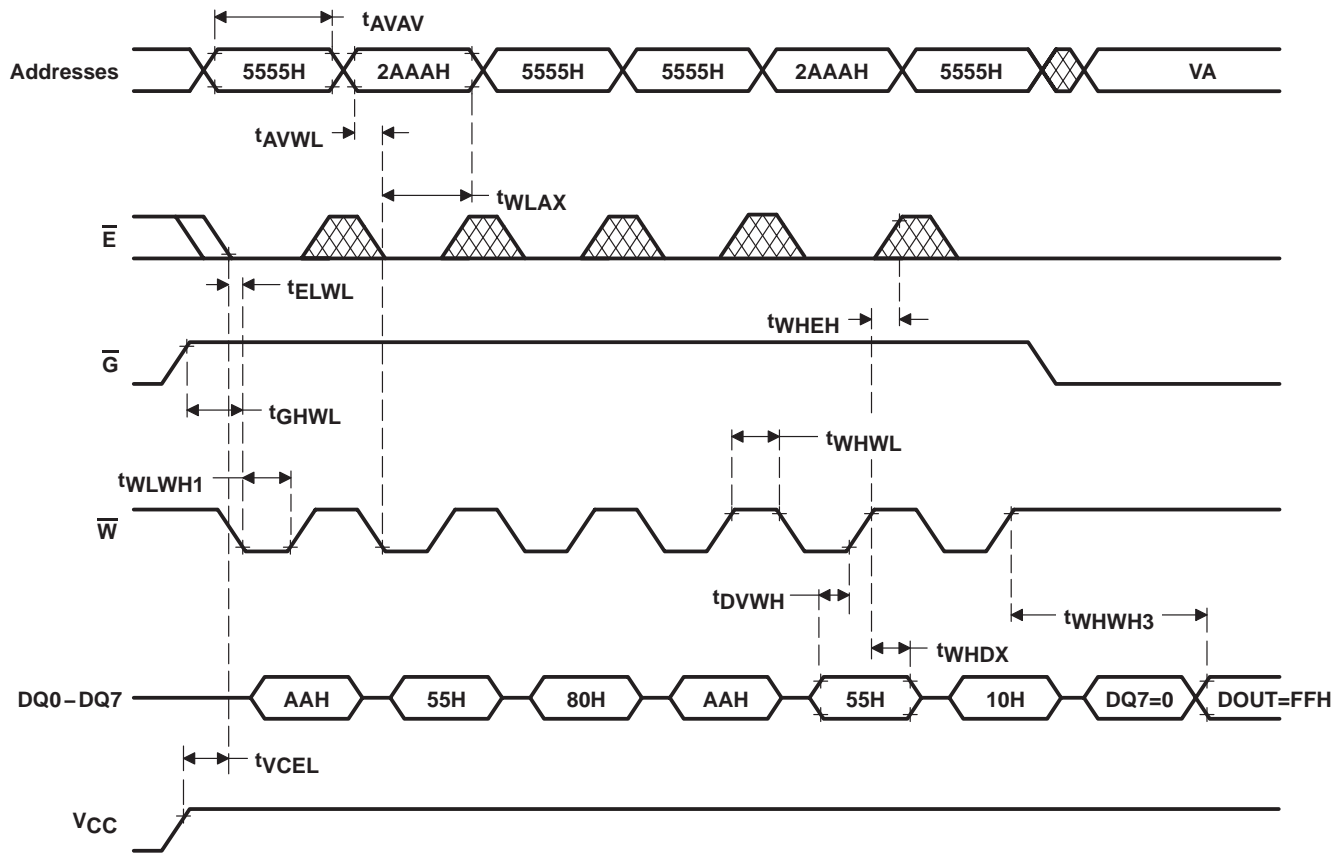 tAVAV
Addresses 5555H 2AAAH 5555H 5555H 2AAAH 5555H VA
tAVWL
tWLAX
E
tELWL
tWHEH
G
tGHWL
tWHWL
tWLWH1
W
tDVWH
tWHWH3
tWHDX
DQ0–DQ7 AAH 55H 80H AAH 55H 10H DQ7=0 DOUT=FFH
tVCEL
VCC